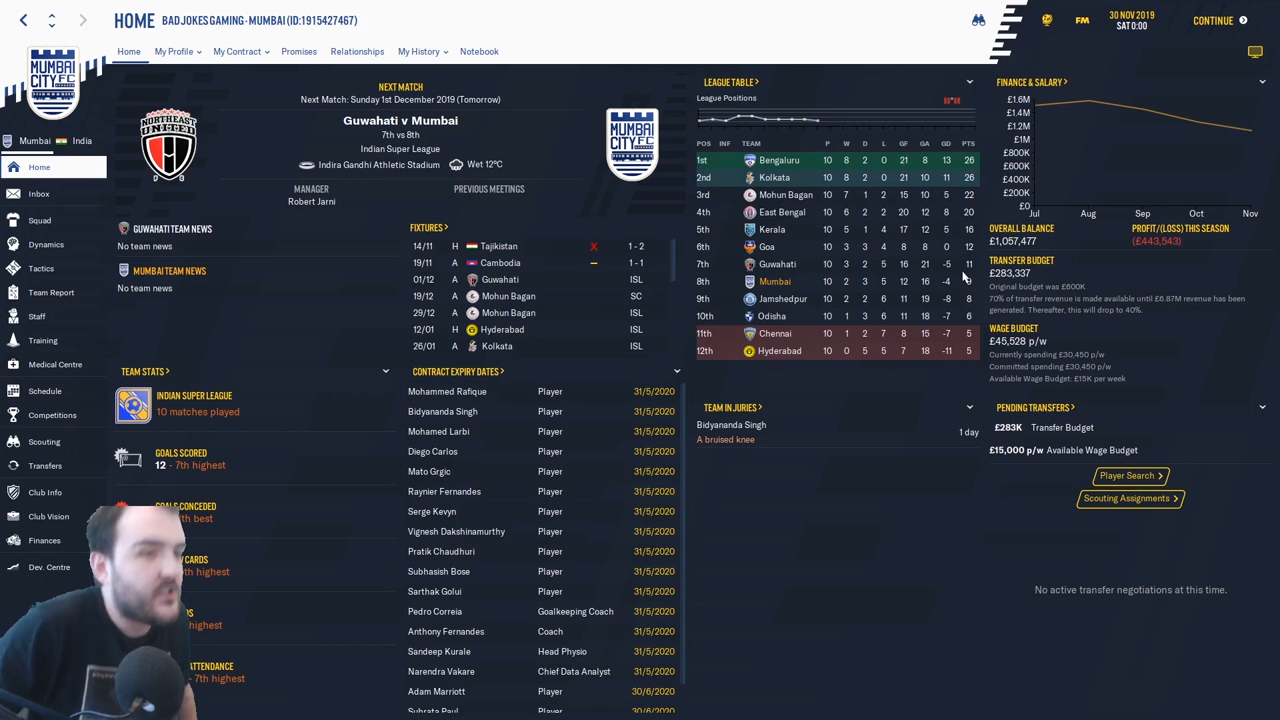 HOME BAD JOKES GAMING - MUMBAI (ID:1915427467)
FM
30 NOV 2019
SAT 0:00
CONTINUE
Home My Profile My Contract Promises Relationships My History Notebook
MUMBAI
CITY FC
Mumbai India
Home
Inbox
Squad
Dynamics
Tactics
Team Report
Staff
Training
Medical Centre
Schedule
Competitions
Scouting
Transfers
Club Info
Club Vision
Finances
Dev. Centre
NEXT MATCH
Next Match: Sunday 1st December 2019 (Tomorrow)
Guwahati v Mumbai
7th vs 8th
Indian Super League
Indira Gandhi Athletic Stadium Wet 12°C
NORTHEAST
UNITED
MUMBAI
CITY FC
MANAGER
Robert Jarni
PREVIOUS MEETINGS
GUWAHATI TEAM NEWS
No team news
MUMBAI TEAM NEWS
No team news
FIXTURES
14/11 H Tajikistan X 1 - 2
19/11 A Cambodia 1 - 1
01/12 A Guwahati ISL
19/12 A Mohun Bagan SC
29/12 A Mohun Bagan ISL
12/01 H Hyderabad ISL
26/01 A Kolkata ISL
TEAM STATS
INDIAN SUPER LEAGUE
10 matches played
GOALS SCORED
12 - 7th highest
GOALS CONCEDED
best
CARDS
highest
highest
ATTENDANCE
- 7th highest
CONTRACT EXPIRY DATES
Mohammed Rafique Player 31/5/2020
Bidyananda Singh Player 31/5/2020
Mohamed Larbi Player 31/5/2020
Diego Carlos Player 31/5/2020
Mato Grgic Player 31/5/2020
Raynier Fernandes Player 31/5/2020
Serge Kevyn Player 31/5/2020
Vignesh Dakshinamurthy Player 31/5/2020
Pratik Chaudhuri Player 31/5/2020
Subhasish Bose Player 31/5/2020
Sarthak Golui Player 31/5/2020
Pedro Correia Goalkeeping Coach 31/5/2020
Anthony Fernandes Coach 31/5/2020
Sandeep Kurale Head Physio 31/5/2020
Narendra Vakare Chief Data Analyst 31/5/2020
Adam Marriott Player 30/6/2020
Subrata Paul Player 30/6/2020
LEAGUE TABLE
League Positions
POS INF TEAM P W D L GF GA GD PTS
1st Bengaluru 10 8 2 0 21 8 13 26
2nd Kolkata 10 8 2 0 21 10 11 26
3rd Mohun Bagan 10 7 1 2 15 10 5 22
4th East Bengal 10 6 2 2 20 12 8 20
5th Kerala 10 5 1 4 17 12 5 16
6th Goa 10 3 3 4 8 8 0 12
7th Guwahati 10 3 2 5 16 21 -5 11
8th Mumbai 10 2 3 5 12 16 -4 9
9th Jamshedpur 10 2 2 6 11 19 -8 8
10th Odisha 10 1 3 6 11 18 -7 6
11th Chennai 10 1 2 7 8 15 -7 5
12th Hyderabad 10 0 5 5 7 18 -11 5
TEAM INJURIES
Bidyananda Singh
A bruised knee
1 day
FINANCE & SALARY
£1.6M
£1.4M
£1.2M
£1M
£800K
£600K
£400K
£200K
£0
Jul Aug Sep Oct Nov
OVERALL BALANCE
£1,057,477
PROFIT/(LOSS) THIS SEASON
(£443,543)
TRANSFER BUDGET
£283,337
Original budget was £600K
70% of transfer revenue is made available until £6.87M revenue has been
generated. Thereafter, this will drop to 40%.
WAGE BUDGET
£45,528 p/w
Currently spending £30,450 p/w
Committed spending £30,450 p/w
Available Wage Budget: £15K per week
PENDING TRANSFERS
£283K Transfer Budget
£15,000 p/w Available Wage Budget
Player Search
Scouting Assignments
No active transfer negotiations at this time.